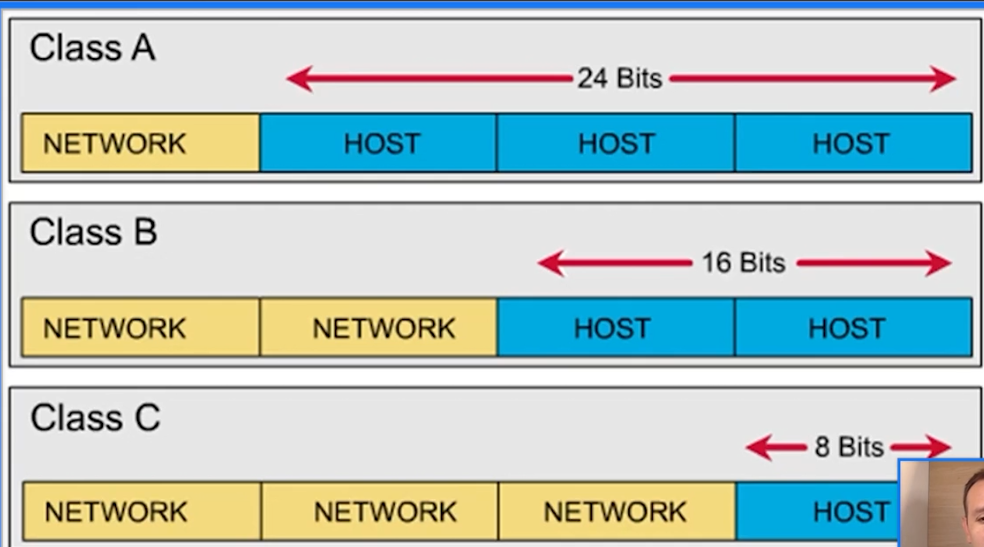 Class A
24 Bits
NETWORK HOST HOST HOST
Class B
16 Bits
NETWORK NETWORK HOST HOST
Class C
8 Bits
NETWORK NETWORK NETWORK HOST